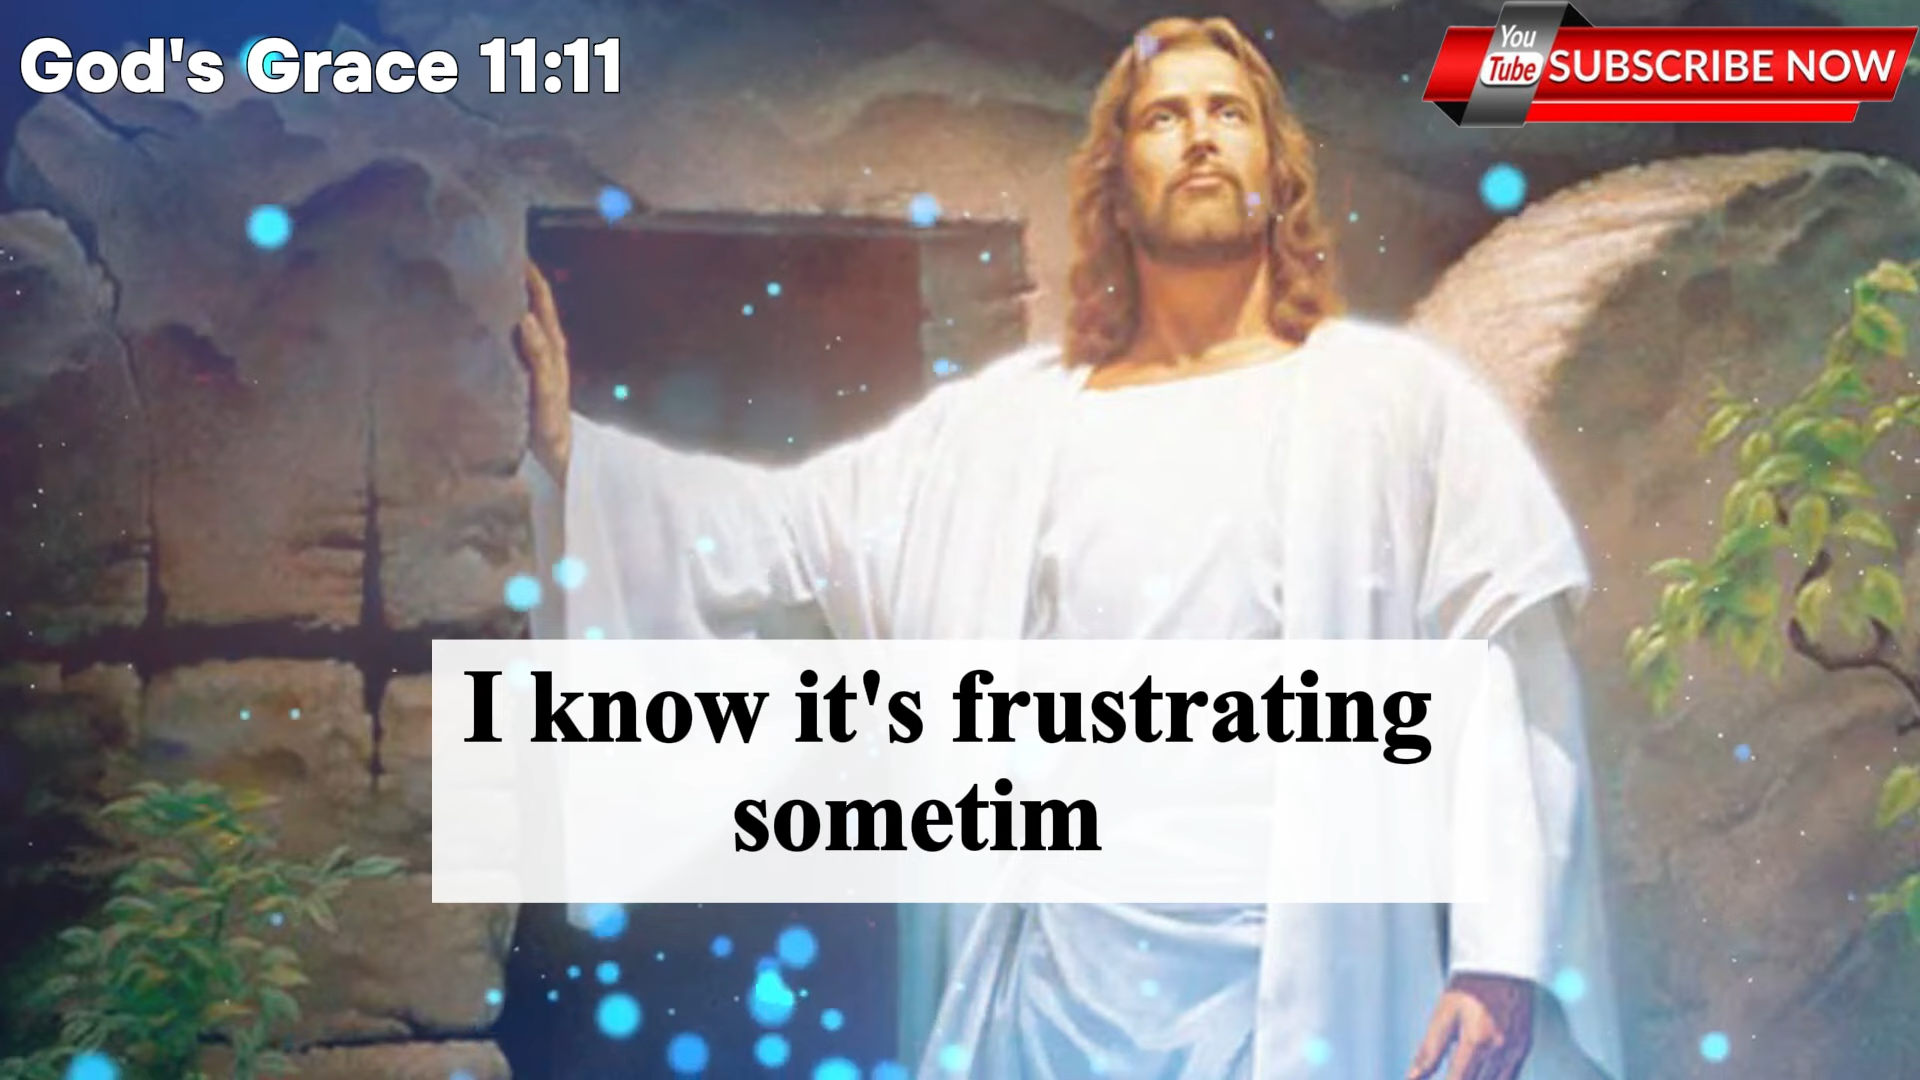 God's Grace 11:11
You
Tube SUBSCRIBE NOW
I know it's frustrating
sometim